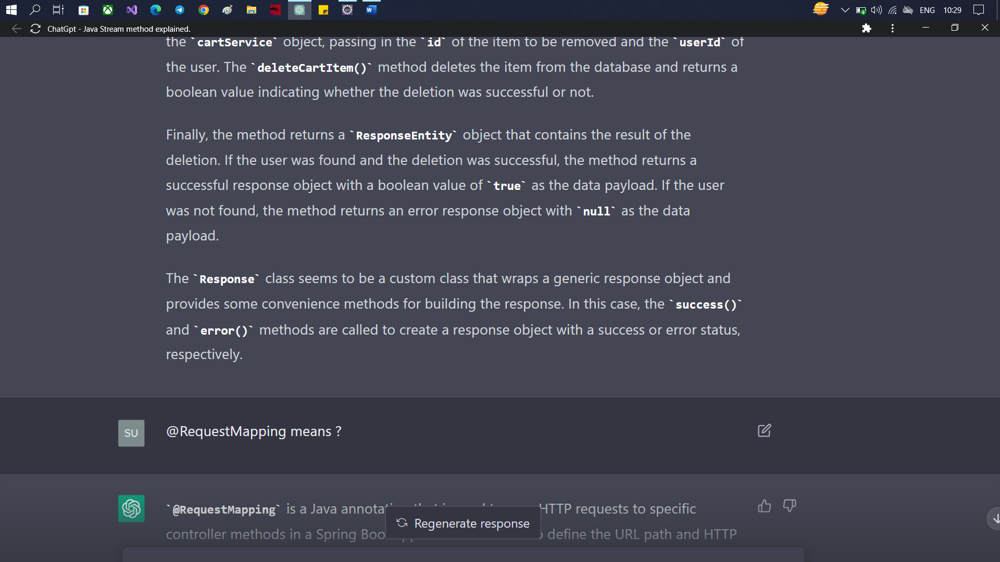 ENG 10:29
ChatGpt - Java Stream method explained.
the `cartService` object, passing in the `id` of the item to be removed and the `userId` of
the user. The `deleteCartItem()` method deletes the item from the database and returns a
boolean value indicating whether the deletion was successful or not.
Finally, the method returns a `ResponseEntity` object that contains the result of the
deletion. If the user was found and the deletion was successful, the method returns a
successful response object with a boolean value of `true` as the data payload. If the user
was not found, the method returns an error response object with `null` as the data
payload.
The `Response` class seems to be a custom class that wraps a generic response object and
provides some convenience methods for building the response. In this case, the `success()`
and `error()` methods are called to create a response object with a success or error status,
respectively.
SU
@RequestMapping means ?
`@RequestMapping` is a Java HTTP requests to specific
Regenerate response
controller methods in a Spring define the URL path and HTTP